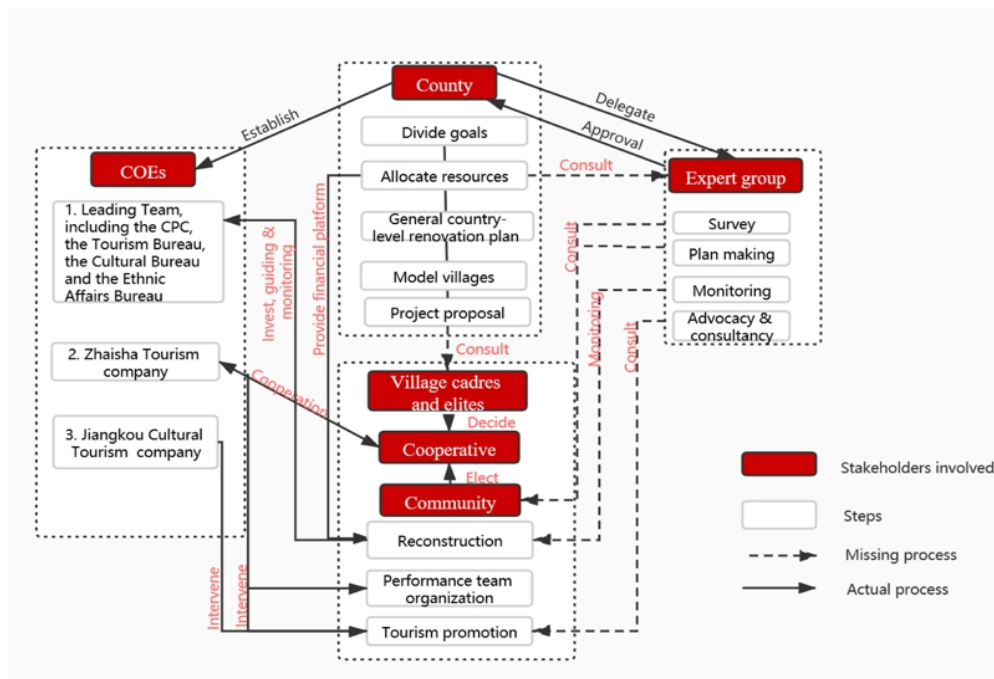 County
Divide goals
Allocate resources
General country-
level renovation plan
Model villages
Project proposal
Establish
Delegate
Approval
Consult
COEs
1. Leading Team,
including the CPC,
the Tourism Bureau,
the Cultural Bureau
and the Ethnic
Affairs Bureau
2. Zhaisha Tourism
company
3. Jiangkou Cultural
Tourism company
Expert group
Survey
Plan making
Monitoring
Advocacy &
consultancy
Invest, guiding &
monitoring
Provide financial platform
Consult
Monitoring
Consult
Consult
Cooperation
Village cadres
and elites
Decide
Cooperative
Elect
Community
Reconstruction
Performance team
organization
Tourism promotion
Intervene
Intervene
Stakeholders involved
Steps
Missing process
Actual process